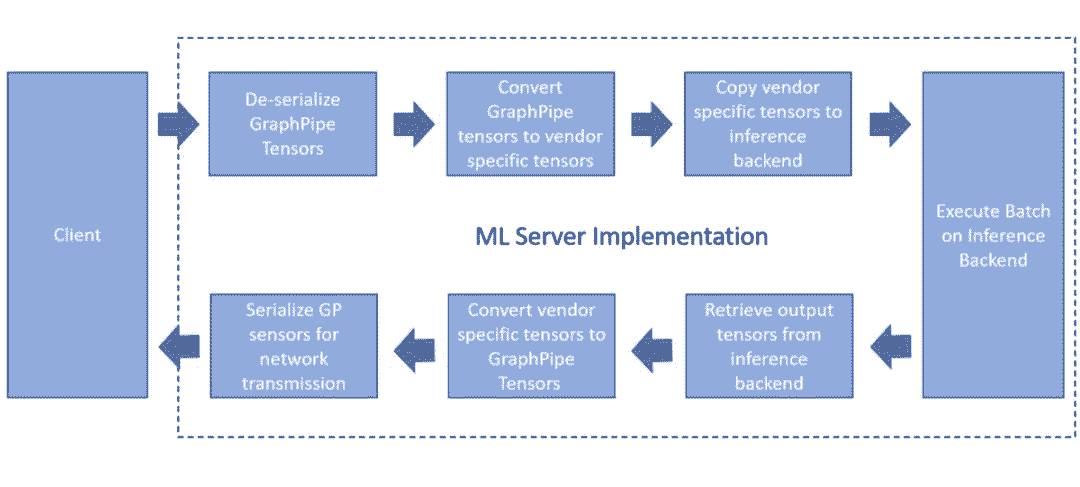 Client
De-serialize
GraphPipe
Tensors
Convert
GraphPipe
tensors to vendor
specific tensors
Copy vendor
specific tensors to
inference
backend
Execute Batch
on Inference
Backend
ML Server Implementation
Serialize GP
sensors for
network
transmission
Convert vendor
specific tensors to
GraphPipe
Tensors
Retrieve output
tensors from
inference
backend